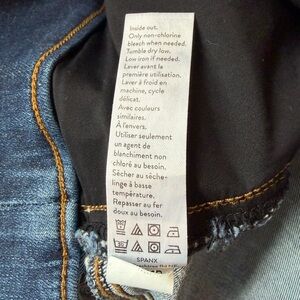 Inside out.
Only non-chlorine
bleach when needed.
Tumble dry low.
Low iron if needed.
Laver avant la
première utilisation.
Laver à froid en
machine, cycle
délicat.
Avec couleurs
similaires.
À l'envers.
Utiliser seulement
un agent de
blanchiment non
chloré au besoin.
Sécher au sèche-
linge à basse
température.
Repasser au fer
doux au besoin.
SPANX